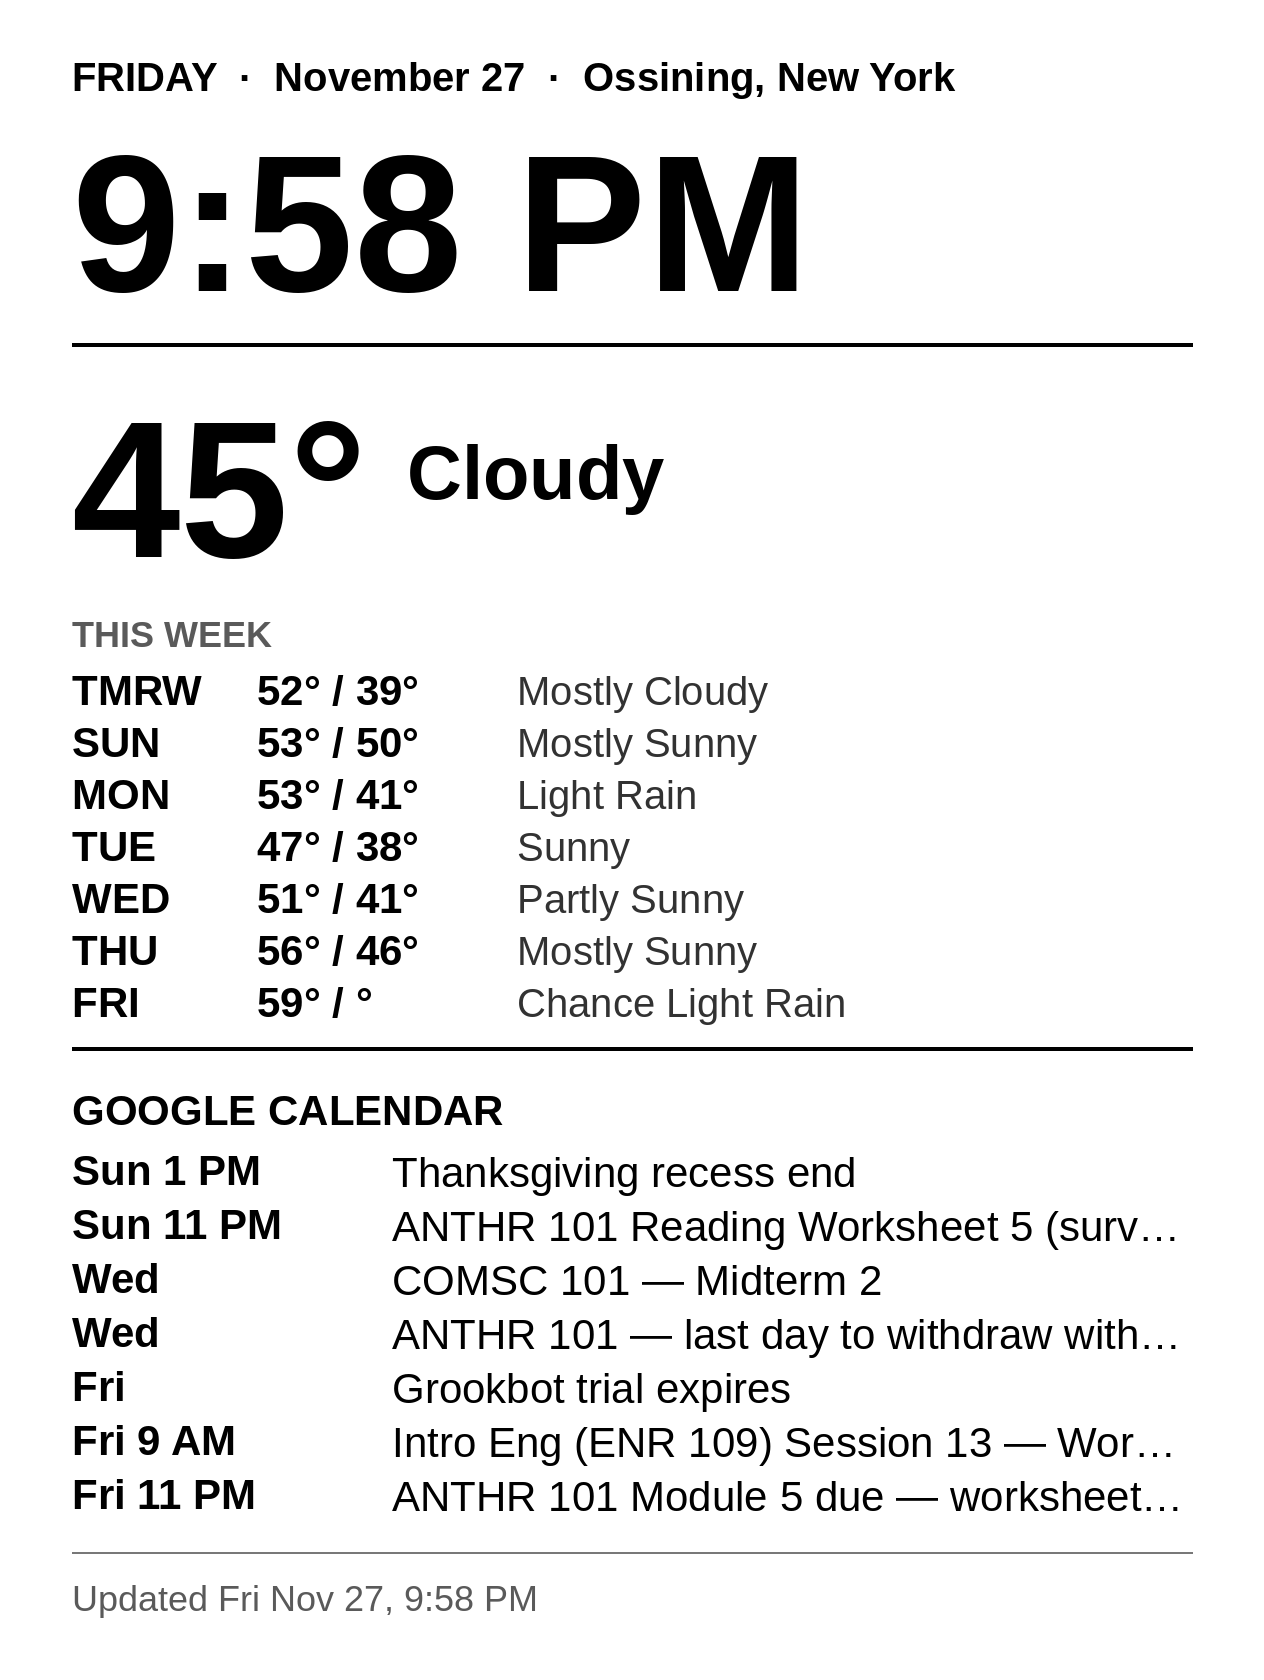 FRIDAY · November 27 · Ossining, New York
9:58 PM
45° Cloudy
THIS WEEK
TMRW 52° / 39° Mostly Cloudy
SUN 53° / 50° Mostly Sunny
MON 53° / 41° Light Rain
TUE 47° / 38° Sunny
WED 51° / 41° Partly Sunny
THU 56° / 46° Mostly Sunny
FRI 59° / ° Chance Light Rain
GOOGLE CALENDAR
Sun 1 PM Thanksgiving recess end
Sun 11 PM ANTHR 101 Reading Worksheet 5 (surv…
Wed COMSC 101 — Midterm 2
Wed ANTHR 101 — last day to withdraw with…
Fri Grookbot trial expires
Fri 9 AM Intro Eng (ENR 109) Session 13 — Wor…
Fri 11 PM ANTHR 101 Module 5 due — worksheet…
Updated Fri Nov 27, 9:58 PM